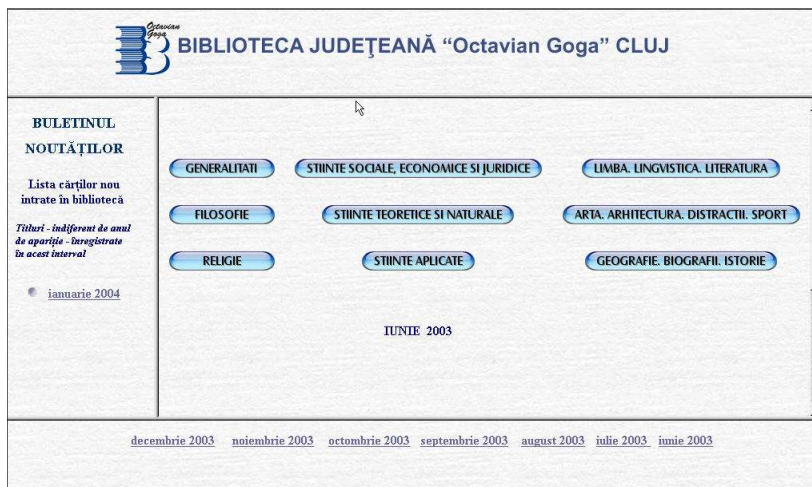 Octavian
Goga
BIBLIOTECA JUDEŢEANĂ “Octavian Goga” CLUJ
BULETINUL
NOUTĂŢILOR
Lista cărţilor nou
intrate în bibliotecă
Titluri - indiferent de anul
de apariţie - înregistrate
în acest interval
ianuarie 2004
GENERALITATI
STIINTE SOCIALE, ECONOMICE SI JURIDICE
LIMBA. LINGVISTICA. LITERATURA
FILOSOFIE
STIINTE TEORETICE SI NATURALE
ARTA. ARHITECTURA. DISTRACTII. SPORT
RELIGIE
STIINTE APLICATE
GEOGRAFIE. BIOGRAFII. ISTORIE
IUNIE 2003
decembrie 2003 noiembrie 2003 octombrie 2003 septembrie 2003 august 2003 iulie 2003 iunie 2003